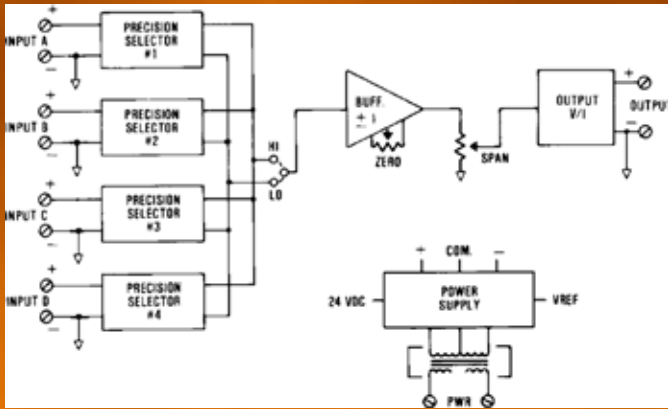 +
INPUT A
−
PRECISION
SELECTOR
#1
+
INPUT B
−
PRECISION
SELECTOR
#2
+
INPUT C
−
PRECISION
SELECTOR
#3
+
INPUT D
−
PRECISION
SELECTOR
#4
HI
LO
BUFF.
± 1
ZERO
SPAN
OUTPUT
V/I
+
OUTPUT
−
+ COM. −
24 VDC
POWER
SUPPLY
VREF
PWR